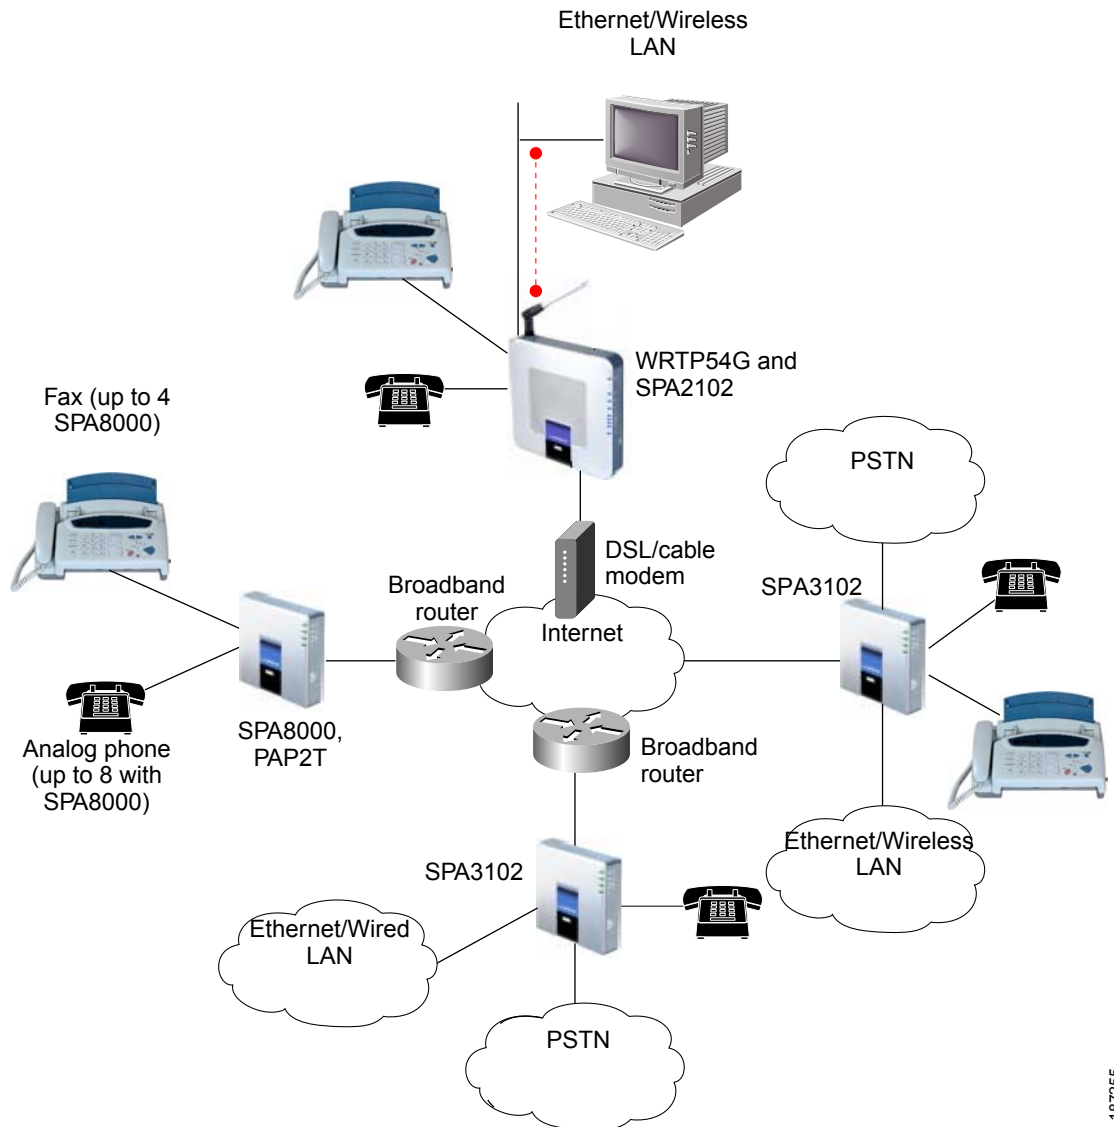 Ethernet/Wireless
LAN
WRTP54G and
SPA2102
Fax (up to 4
SPA8000)
PSTN
DSL/cable
modem
SPA3102
Broadband
router
Internet
SPA8000,
PAP2T
Analog phone
(up to 8 with
SPA8000)
Broadband
router
Ethernet/Wireless
LAN
SPA3102
Ethernet/Wired
LAN
PSTN